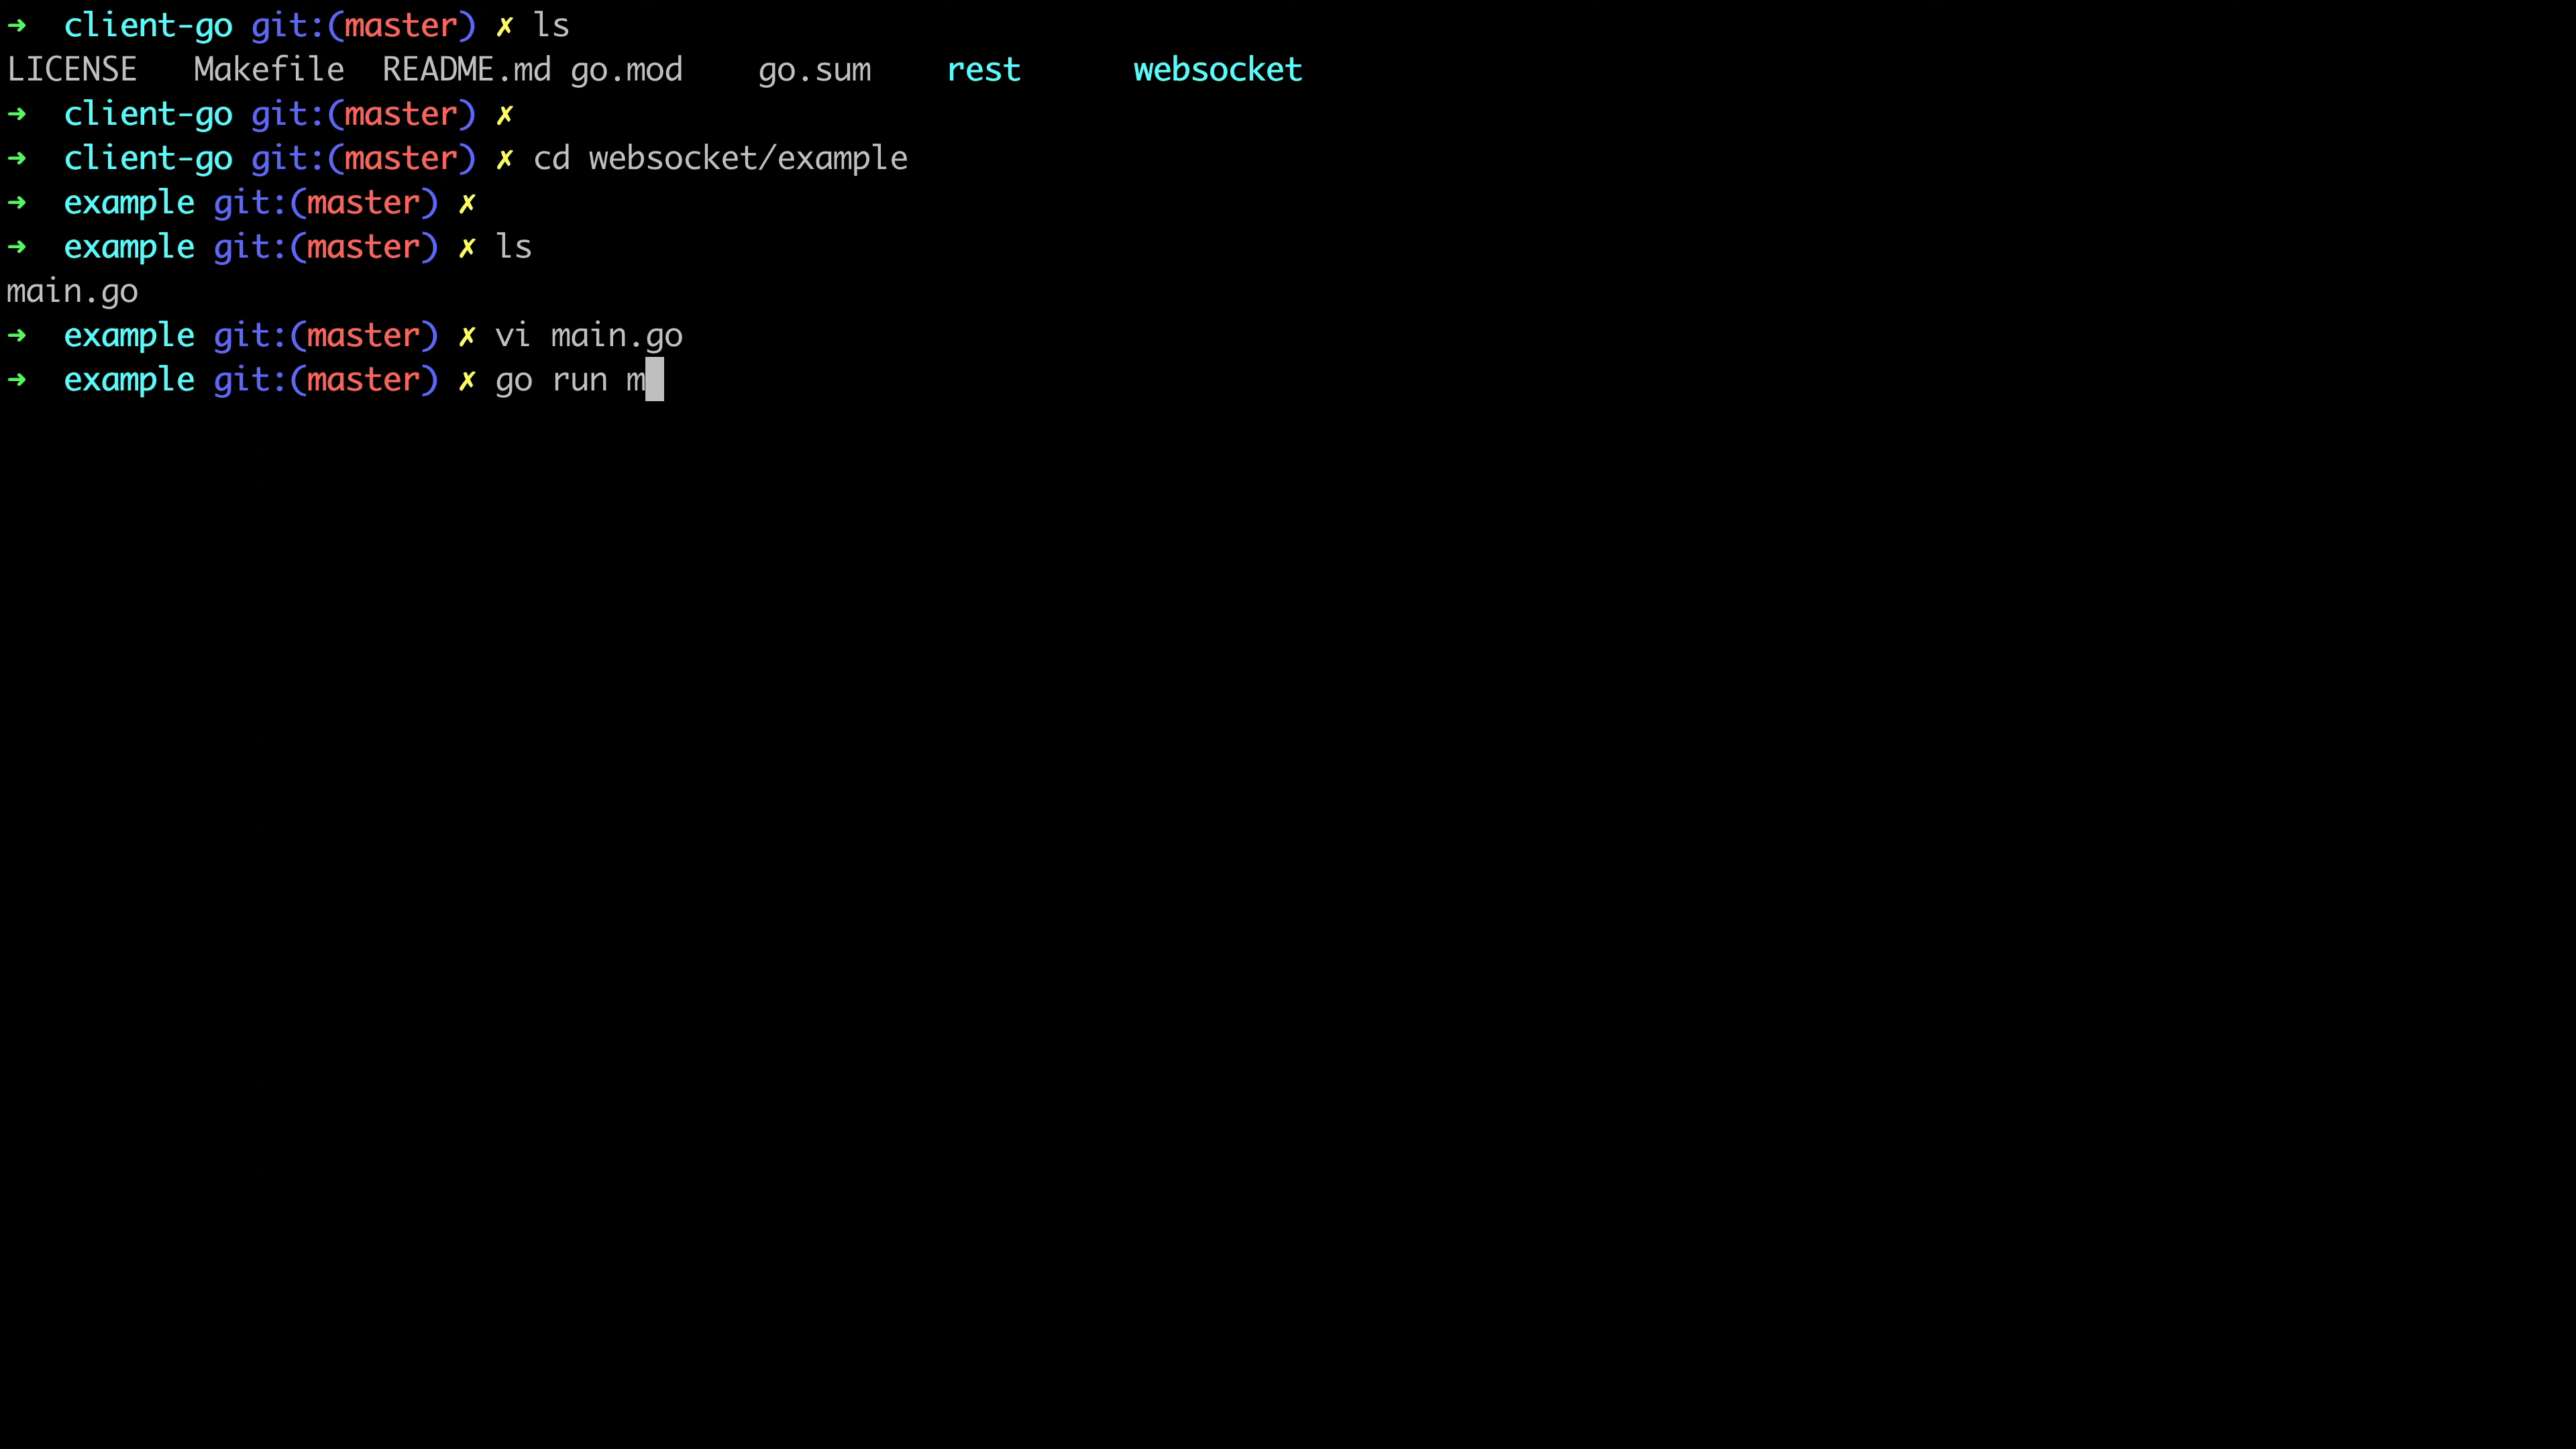 ➜  client-go git:(master) ✗ ls
LICENSE   Makefile  README.md go.mod    go.sum    rest      websocket
➜  client-go git:(master) ✗
➜  client-go git:(master) ✗ cd websocket/example
➜  example git:(master) ✗
➜  example git:(master) ✗ ls
main.go
➜  example git:(master) ✗ vi main.go
➜  example git:(master) ✗ go run m